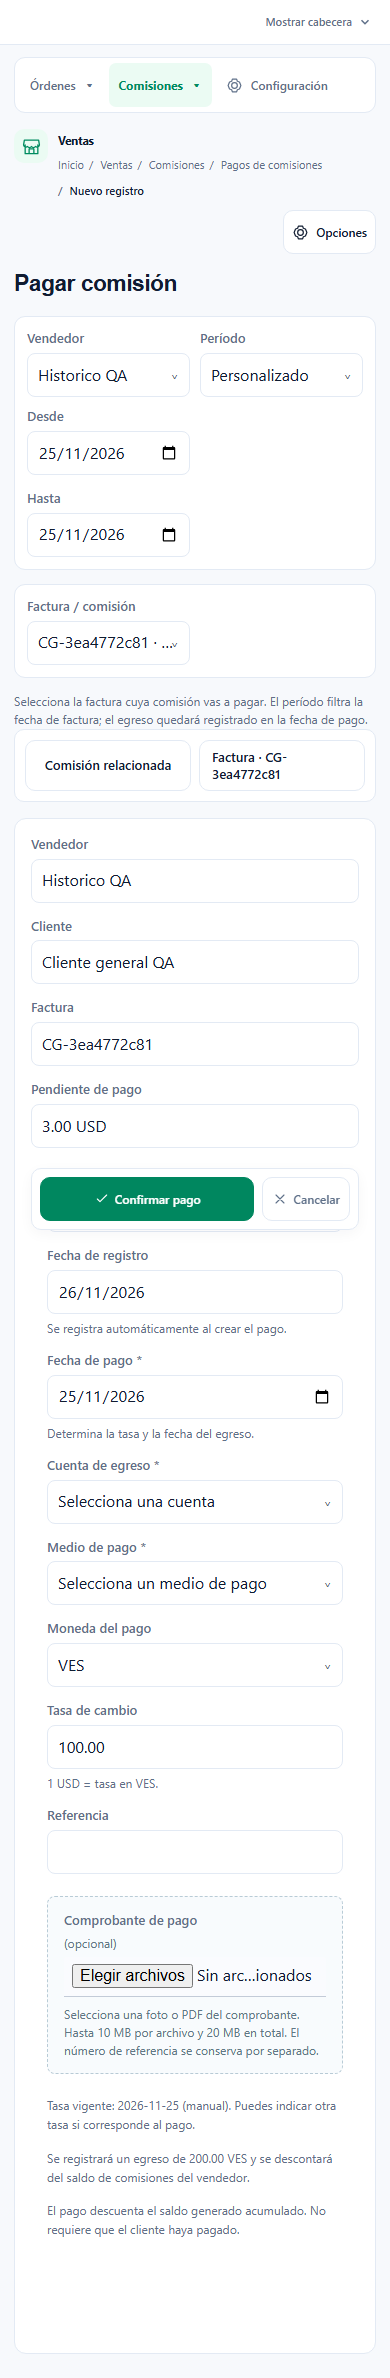 Mostrar cabecera
Órdenes
Comisiones
Configuración
Ventas
Inicio / Ventas / Comisiones / Pagos de comisiones
/ Nuevo registro
Opciones
Pagar comisión
Vendedor
Período
Historico QA
Personalizado
Desde
25/11/2026
Hasta
25/11/2026
Factura / comisión
CG-3ea4772c81 · ...
Selecciona la factura cuya comisión vas a pagar. El período filtra la
fecha de factura; el egreso quedará registrado en la fecha de pago.
Comisión relacionada
Factura · CG-
3ea4772c81
Vendedor
Historico QA
Cliente
Cliente general QA
Factura
CG-3ea4772c81
Pendiente de pago
3.00 USD
Confirmar pago
Cancelar
Fecha de registro
26/11/2026
Se registra automáticamente al crear el pago.
Fecha de pago *
25/11/2026
Determina la tasa y la fecha del egreso.
Cuenta de egreso *
Selecciona una cuenta
Medio de pago *
Selecciona un medio de pago
Moneda del pago
VES
Tasa de cambio
100.00
1 USD = tasa en VES.
Referencia
Comprobante de pago
(opcional)
Elegir archivos Sin arc...ionados
Selecciona una foto o PDF del comprobante.
Hasta 10 MB por archivo y 20 MB en total. El
número de referencia se conserva por separado.
Tasa vigente: 2026-11-25 (manual). Puedes indicar otra
tasa si corresponde al pago.
Se registrará un egreso de 200.00 VES y se descontará
del saldo de comisiones del vendedor.
El pago descuenta el saldo generado acumulado. No
requiere que el cliente haya pagado.